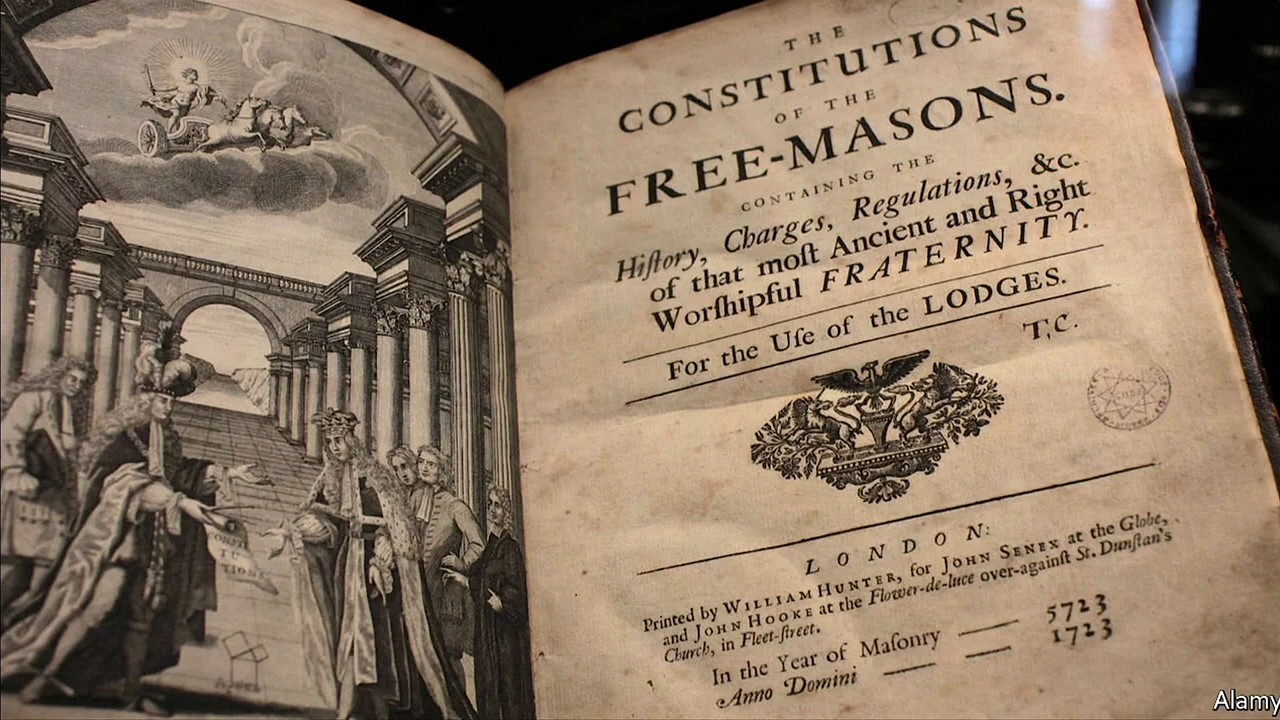 THE
CONSTITUTIONS
OF THE
FREE-MASONS.
CONTAINING THE
Hiſtory, Charges, Regulations, &c.
of that moſt Ancient and Right
Worſhipful FRATERNITY.
For the Uſe of the LODGES.
T,C.
LONDON:
Printed by WILLIAM HUNTER, for JOHN SENEX at the Globe,
and JOHN HOOKE at the Flower-de-luce over-againſt St. Dunſtan's
Church, in Fleet-ſtreet.
In the Year of Masonry — 5723
Anno Domini — — 1723
CONSTI
TU
TIONS
Alamy